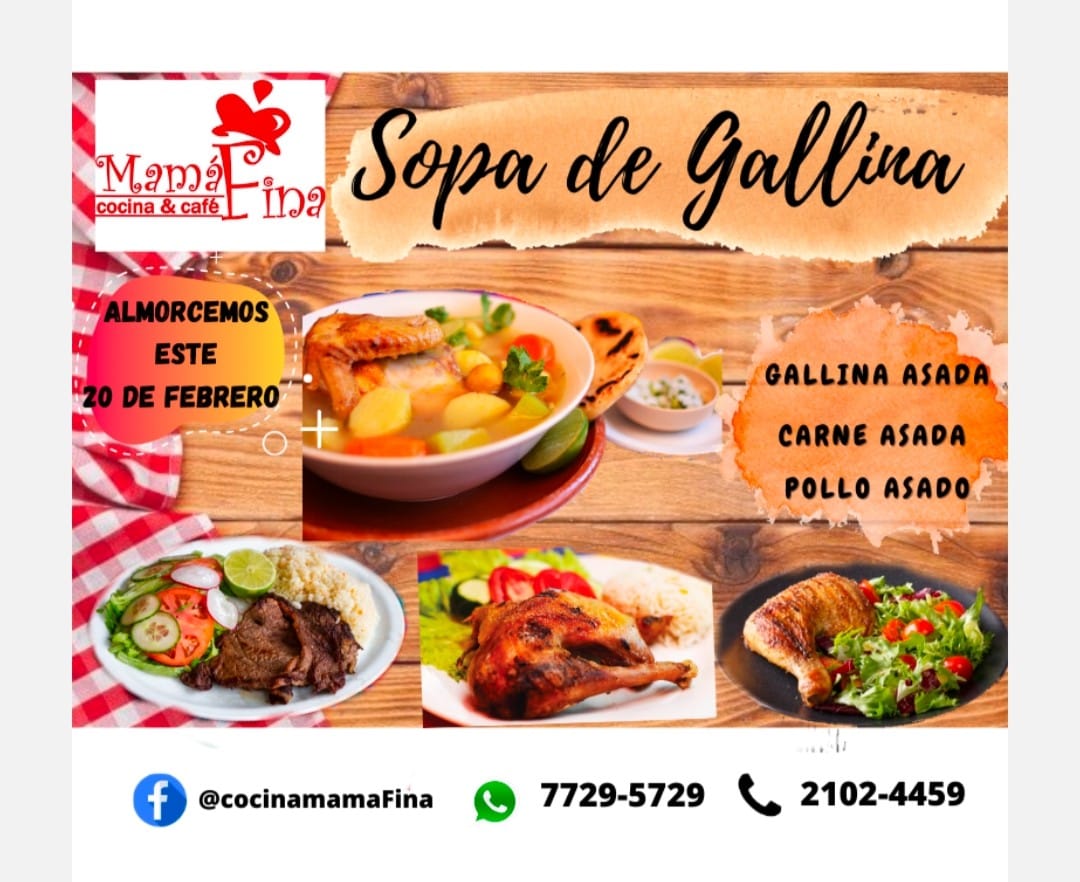 Mamá Fina
cocina & café
Sopa de Gallina
ALMORCEMOS
ESTE
20 DE FEBRERO
GALLINA ASADA
CARNE ASADA
POLLO ASADO
@cocinamamaFina
7729-5729
2102-4459